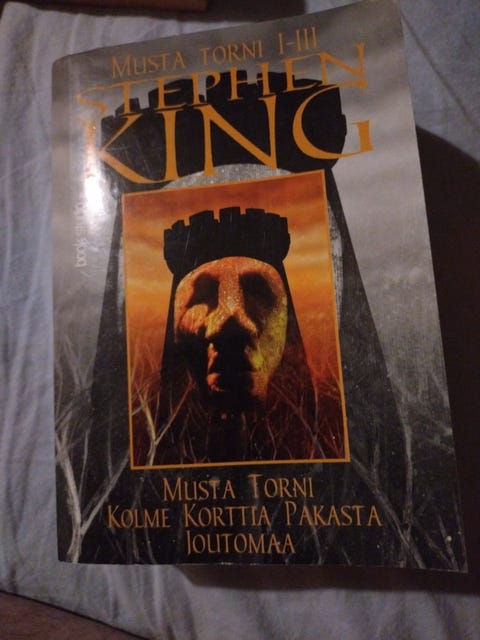 MUSTA TORNI I-III
STEPHEN
KING
MUSTA TORNI
KOLME KORTTIA PAKASTA
JOUTOMAA